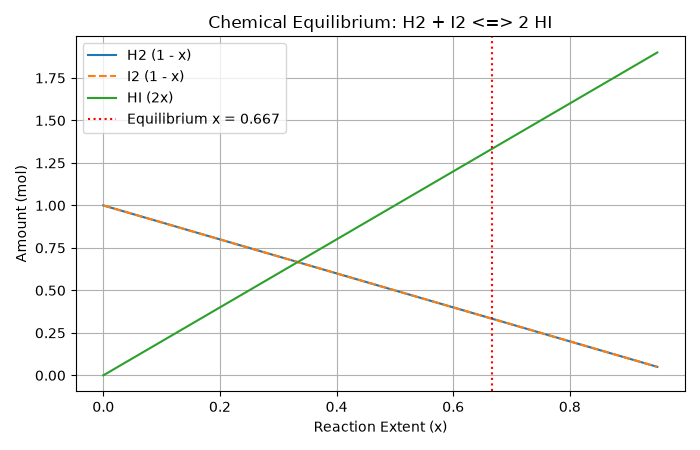 Chemical Equilibrium: H2 + I2 <=> 2 HI
H2 (1 - x)
I2 (1 - x)
HI (2x)
Equilibrium x = 0.667
Amount (mol)
1.75
1.50
1.25
1.00
0.75
0.50
0.25
0.00
0.0 0.2 0.4 0.6 0.8
Reaction Extent (x)